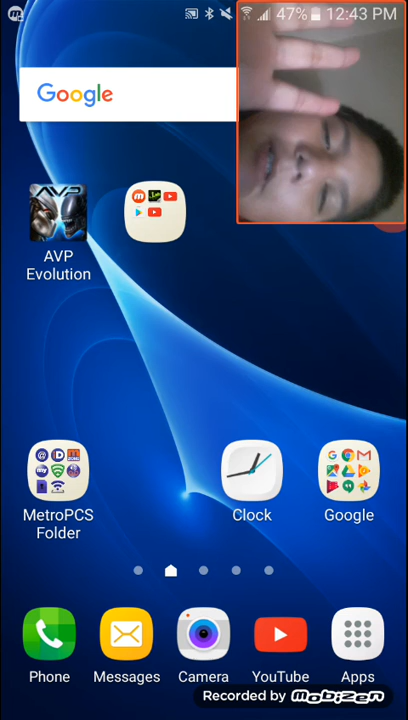 47% 12:43 PM
Google
AVP
AVP
Evolution
MetroPCS
Folder
Clock
Google
Phone
Messages
Camera
YouTube
Apps
Recorded by Mobizen